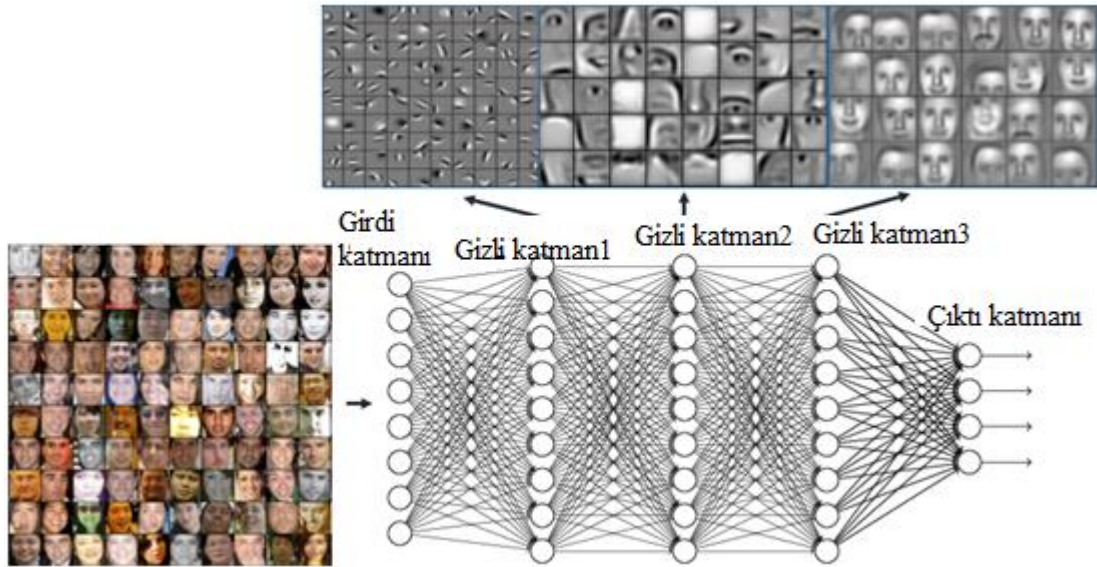 Girdi
katmanı
Gizli katman1
Gizli katman2
Gizli katman3
Çıktı katmanı